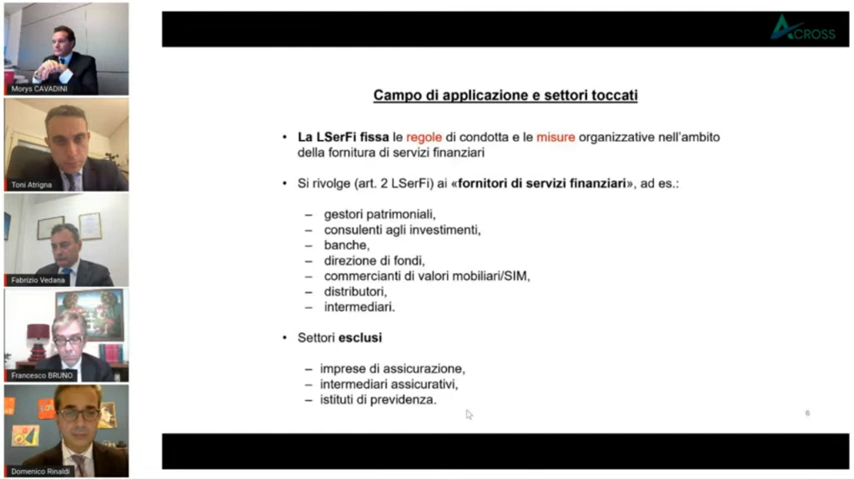 ACROSS
Campo di applicazione e settori toccati
• La LSerFi fissa le regole di condotta e le misure organizzative nell'ambito
della fornitura di servizi finanziari
• Si rivolge (art. 2 LSerFi) ai «fornitori di servizi finanziari», ad es.:
– gestori patrimoniali,
– consulenti agli investimenti,
– banche,
– direzione di fondi,
– commercianti di valori mobiliari/SIM,
– distributori,
– intermediari.
• Settori esclusi
– imprese di assicurazione,
– intermediari assicurativi,
– istituti di previdenza.
6
Morys CAVADINI
Toni Atrigna
Fabrizio Vedana
Francesco BRUNO
Domenico Rinaldi